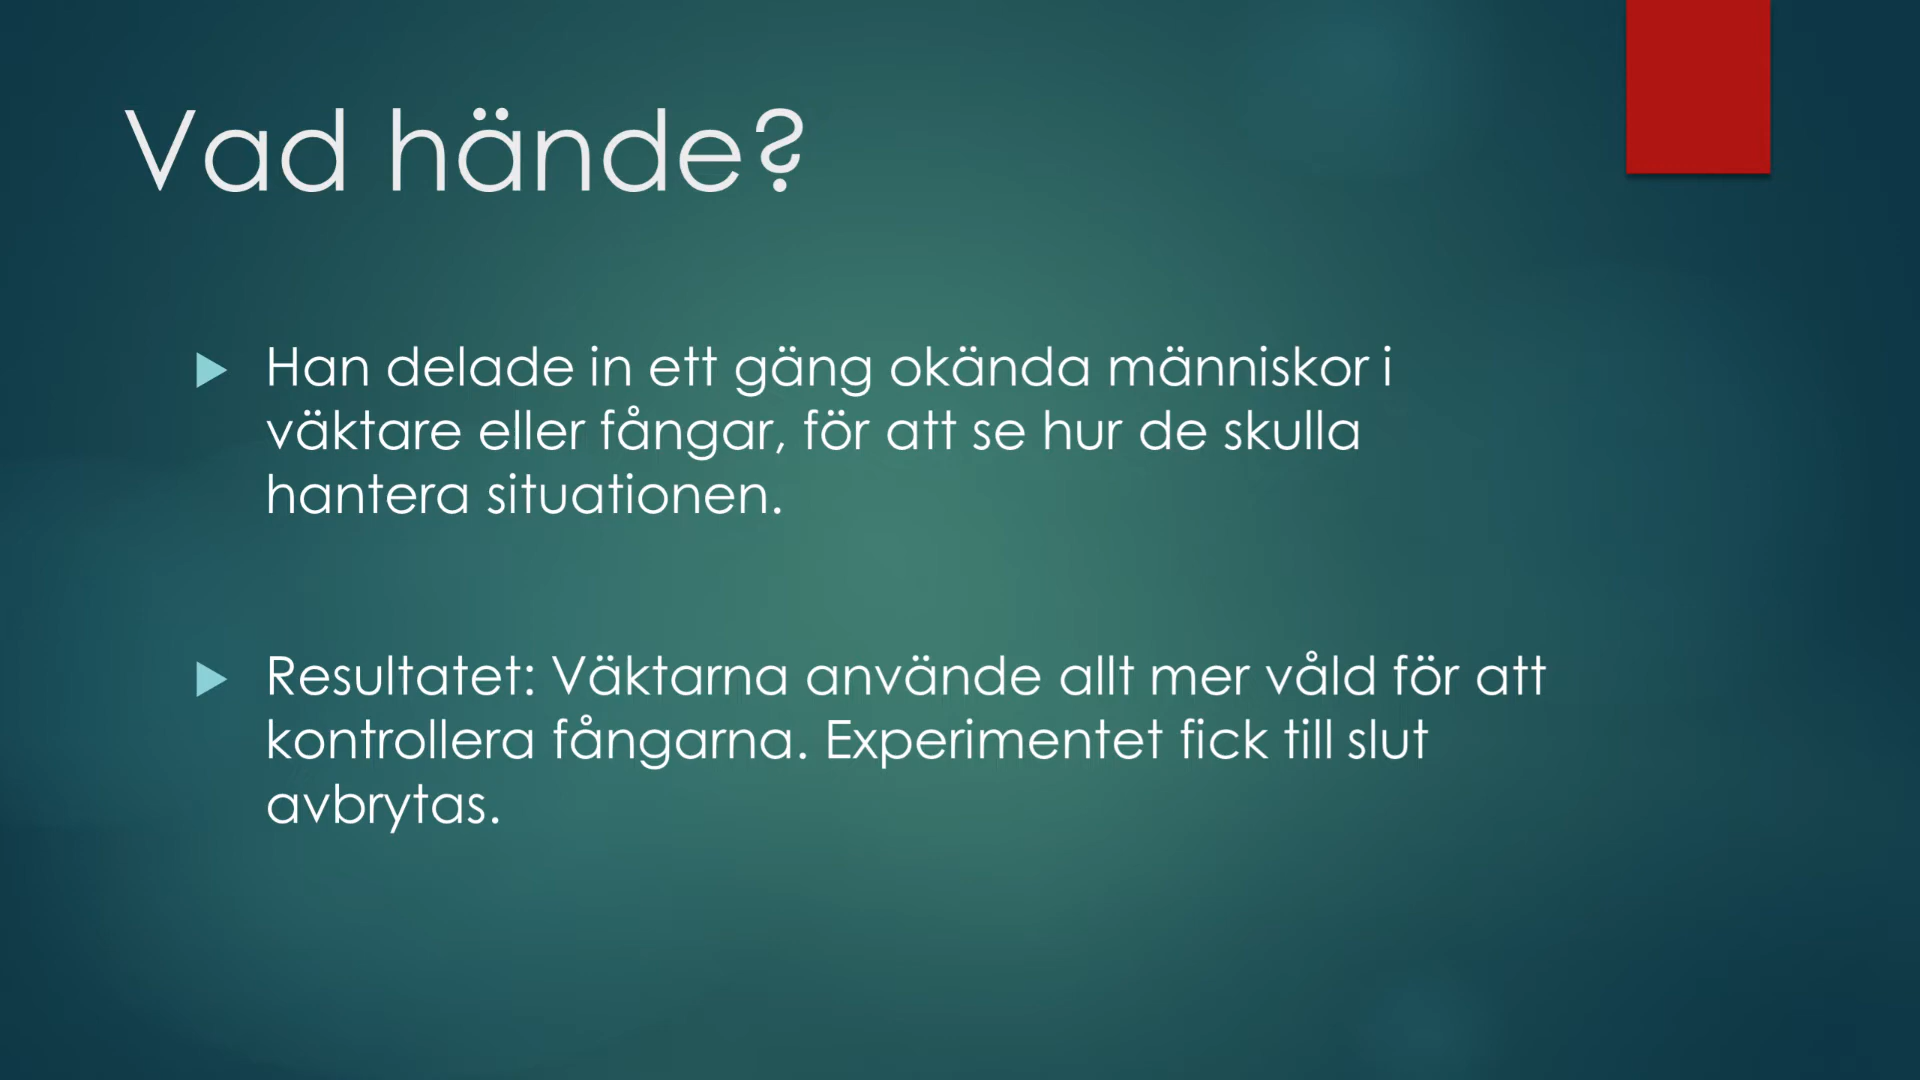 Vad hände?
Han delade in ett gäng okända människor i
väktare eller fångar, för att se hur de skulla
hantera situationen.
Resultatet: Väktarna använde allt mer våld för att
kontrollera fångarna. Experimentet fick till slut
avbrytas.